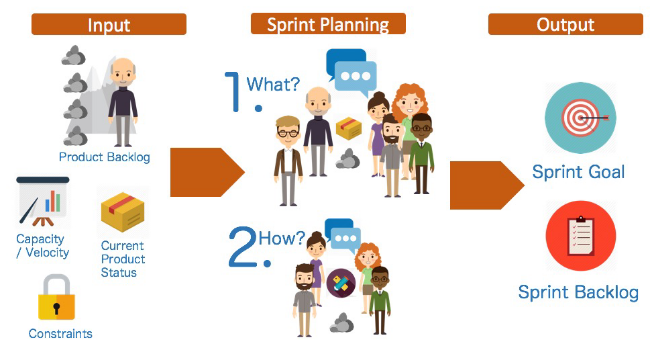 Input
Sprint Planning
Output
1.
What?
Product Backlog
Capacity
/ Velocity
Current
Product
Status
Constraints
2.
How?
Sprint Goal
Sprint Backlog